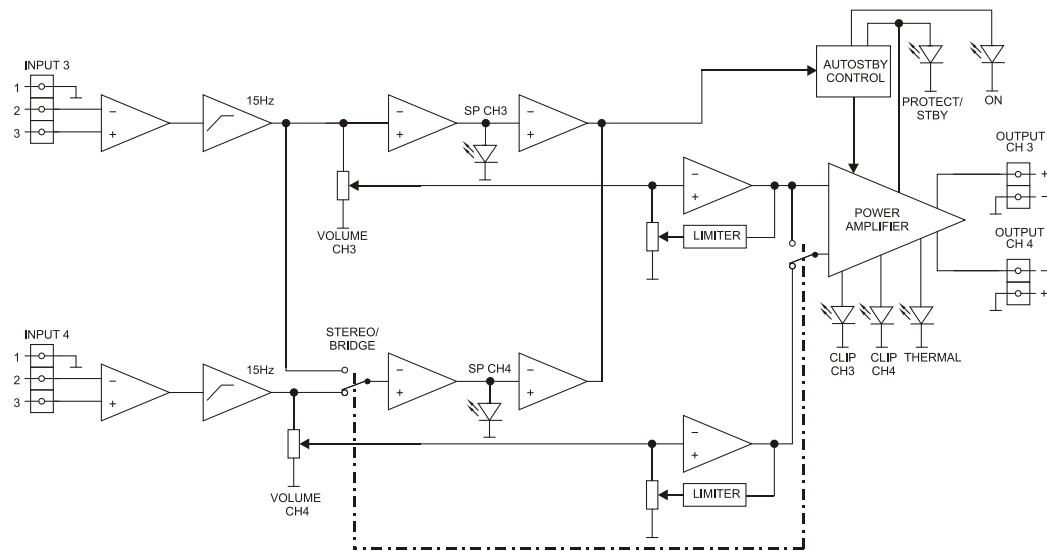 INPUT 3
1
2
3
−
+
15Hz
−
+
SP CH3
−
+
AUTOSTBY
CONTROL
PROTECT/
STBY
ON
OUTPUT
CH 3
+
−
VOLUME
CH3
−
+
LIMITER
POWER
AMPLIFIER
OUTPUT
CH 4
−
+
CLIP
CH3
CLIP
CH4
THERMAL
INPUT 4
1
2
3
−
+
15Hz
STEREO/
BRIDGE
−
+
SP CH4
−
+
VOLUME
CH4
−
+
LIMITER